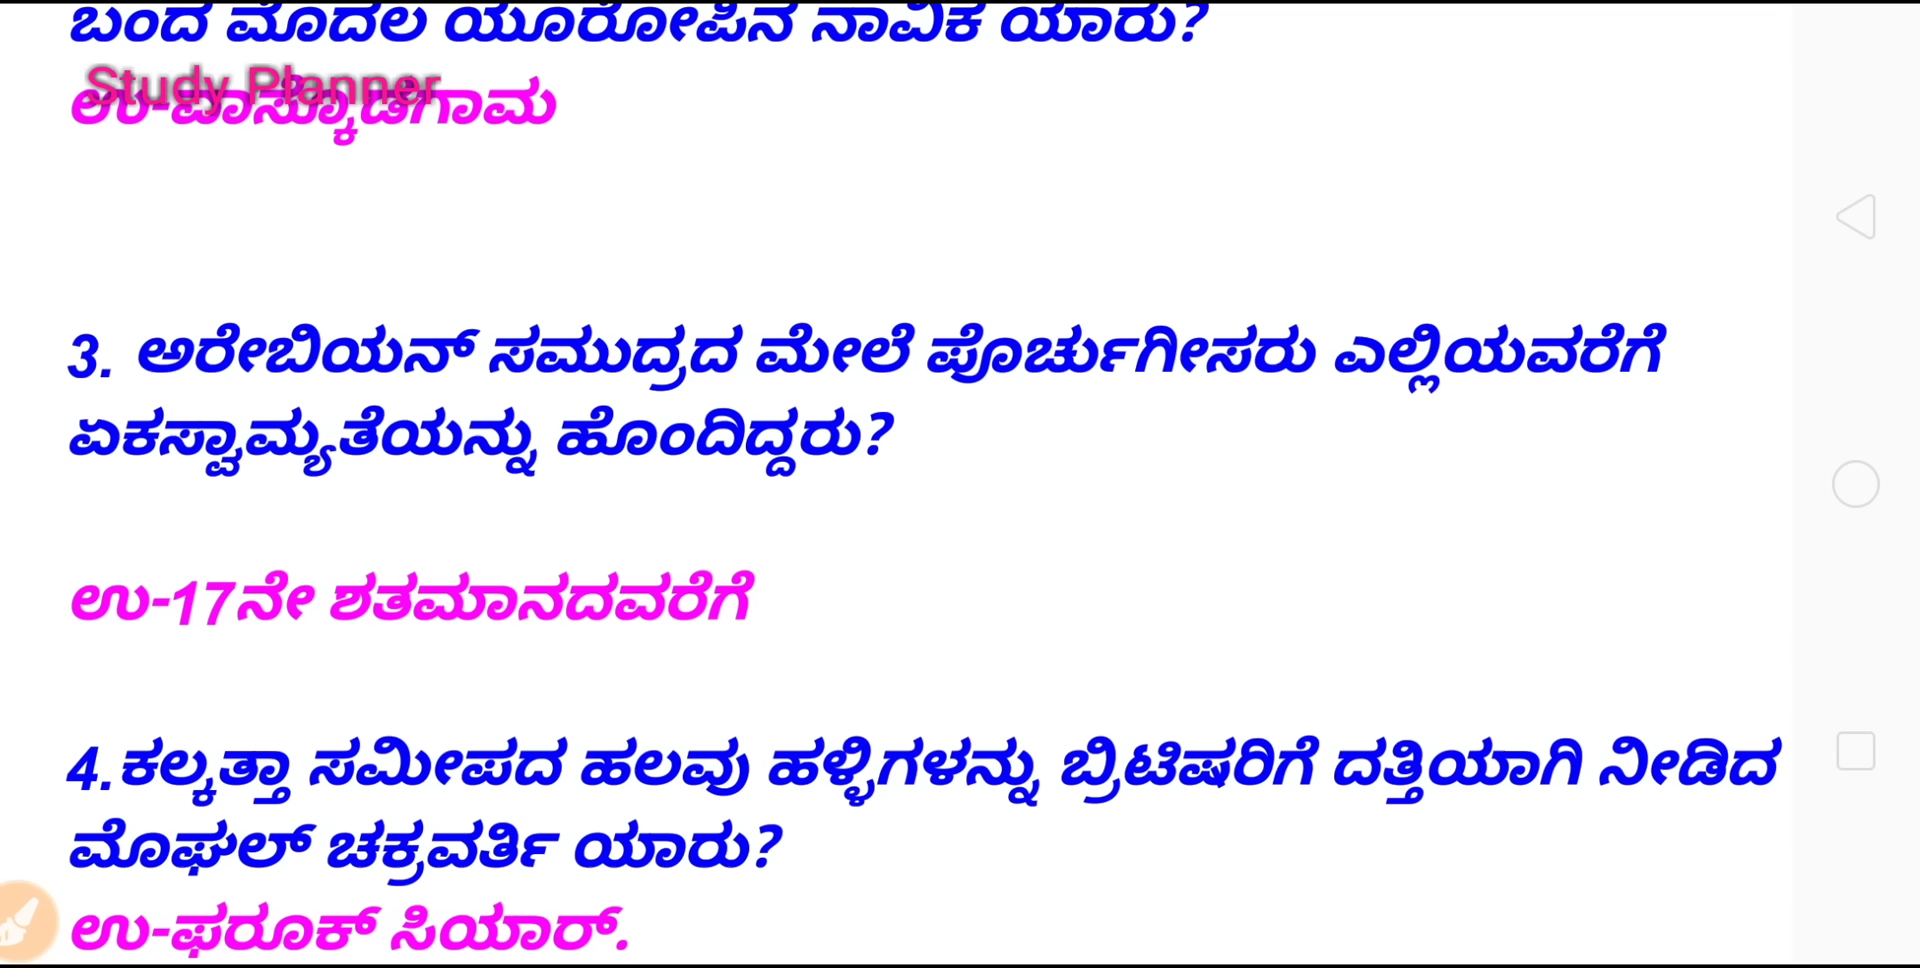 ಬಂದ ಮೊದಲ ಯೂರೋಪಿನ ನಾವಿಕ ಯಾರು?
Study Planner
ಉ-ವಾಸ್ಕೊಡಗಾಮ
3. ಅರೇಬಿಯನ್ ಸಮುದ್ರದ ಮೇಲೆ ಪೊರ್ಚುಗೀಸರು ಎಲ್ಲಿಯವರೆಗೆ
ಏಕಸ್ವಾಮ್ಯತೆಯನ್ನು ಹೊಂದಿದ್ದರು?
ಉ-17ನೇ ಶತಮಾನದವರೆಗೆ
4.ಕಲ್ಕತ್ತಾ ಸಮೀಪದ ಹಲವು ಹಳ್ಳಿಗಳನ್ನು ಬ್ರಿಟಿಷರಿಗೆ ದತ್ತಿಯಾಗಿ ನೀಡಿದ
ಮೊಘಲ್ ಚಕ್ರವರ್ತಿ ಯಾರು?
ಉ-ಫರೂಕ್ ಸಿಯಾರ್.